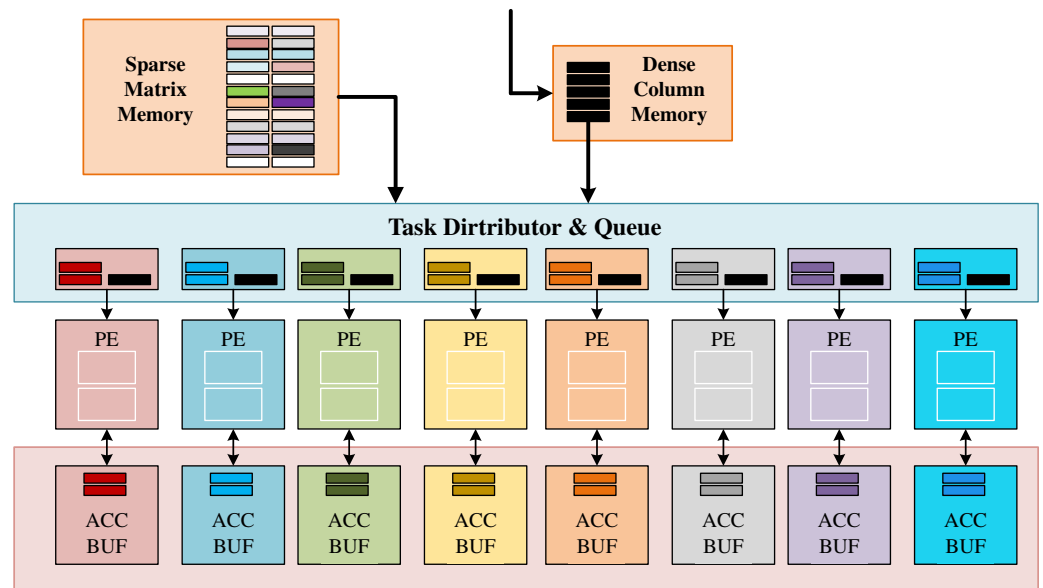 Sparse
Matrix
Memory
Dense
Column
Memory
Task Dirtributor & Queue
PE PE PE PE PE PE PE PE
ACC ACC ACC ACC ACC ACC ACC ACC
BUF BUF BUF BUF BUF BUF BUF BUF